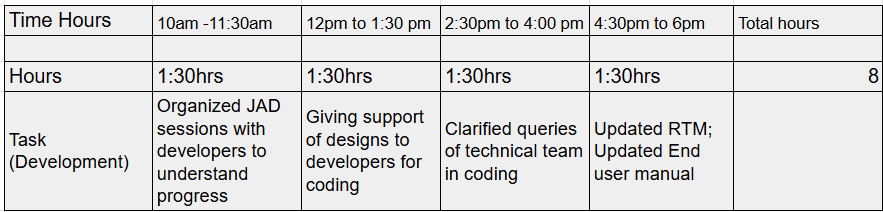 Time Hours 10am -11:30am 12pm to 1:30 pm 2:30pm to 4:00 pm 4:30pm to 6pm Total hours
Hours 1:30hrs 1:30hrs 1:30hrs 1:30hrs 8
Task
(Development)
Organized JAD
sessions with
developers to
understand
progress
Giving support
of designs to
developers for
coding
Clarified queries
of technical team
in coding
Updated RTM;
Updated End
user manual